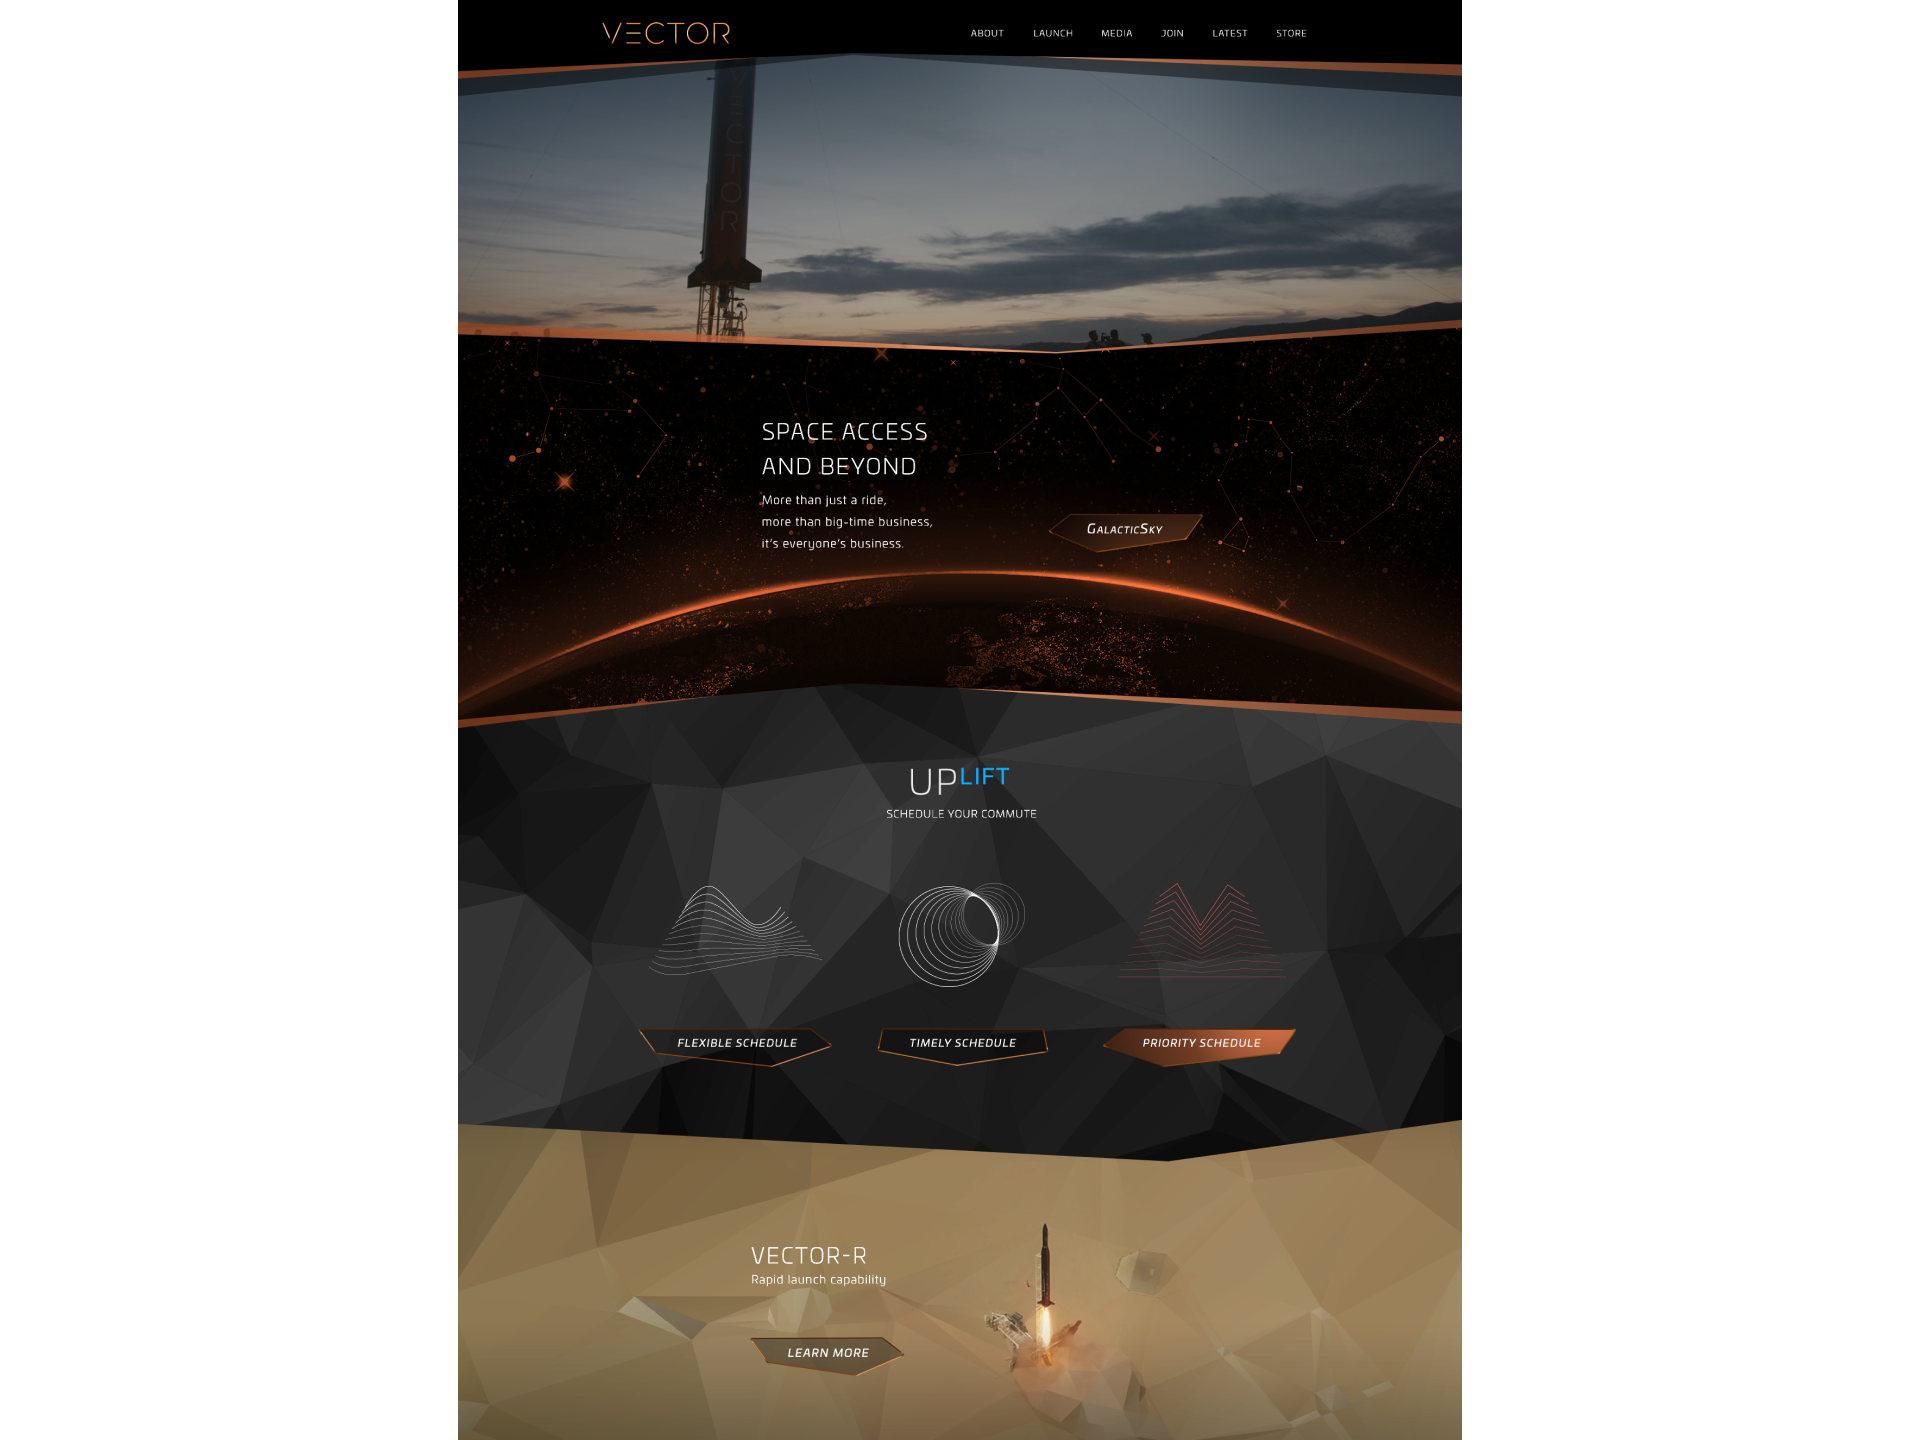 VECTOR
ABOUT LAUNCH MEDIA JOIN LATEST STORE
VECTOR
SPACE ACCESS
AND BEYOND
More than just a ride,
more than big-time business,
it's everyone's business.
GalacticSky
UPLIFT
SCHEDULE YOUR COMMUTE
FLEXIBLE SCHEDULE
TIMELY SCHEDULE
PRIORITY SCHEDULE
VECTOR-R
Rapid launch capability
LEARN MORE